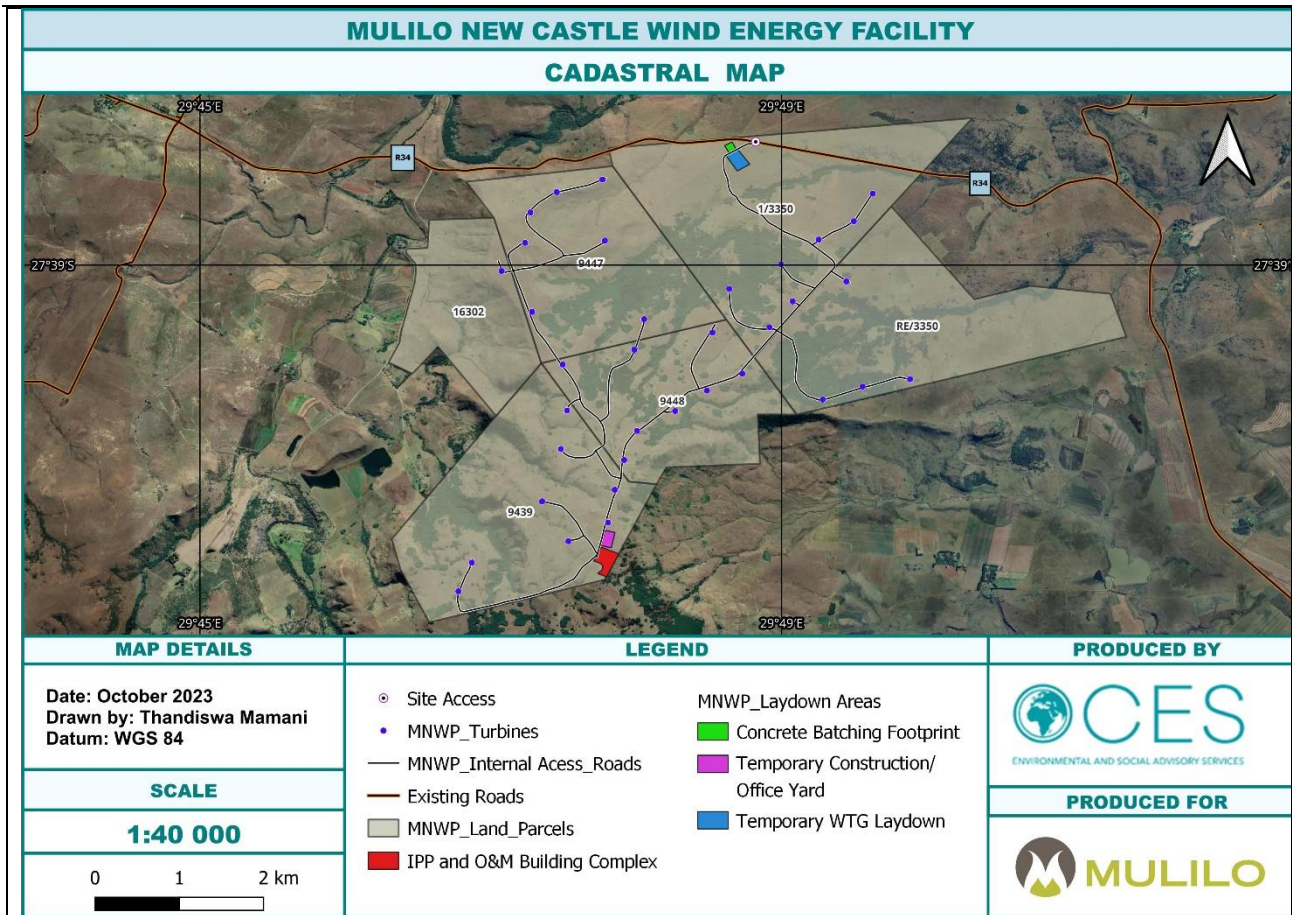 MULILO NEW CASTLE WIND ENERGY FACILITY
CADASTRAL MAP
29°45'E
29°49'E
R34
R34
1/3350
27°39'S
27°39'
9447
16302
RE/3350
9448
9439
29°45'E
29°49'E
MAP DETAILS
Date: October 2023
Drawn by: Thandiswa Mamani
Datum: WGS 84
SCALE
1:40 000
0 1 2 km
LEGEND
Site Access
MNWP_Turbines
MNWP_Internal Acess_Roads
Existing Roads
MNWP_Land_Parcels
IPP and O&M Building Complex
MNWP_Laydown Areas
Concrete Batching Footprint
Temporary Construction/
Office Yard
Temporary WTG Laydown
PRODUCED BY
CES
ENVIRONMENTAL AND SOCIAL ADVISORY SERVICES
PRODUCED FOR
MULILO